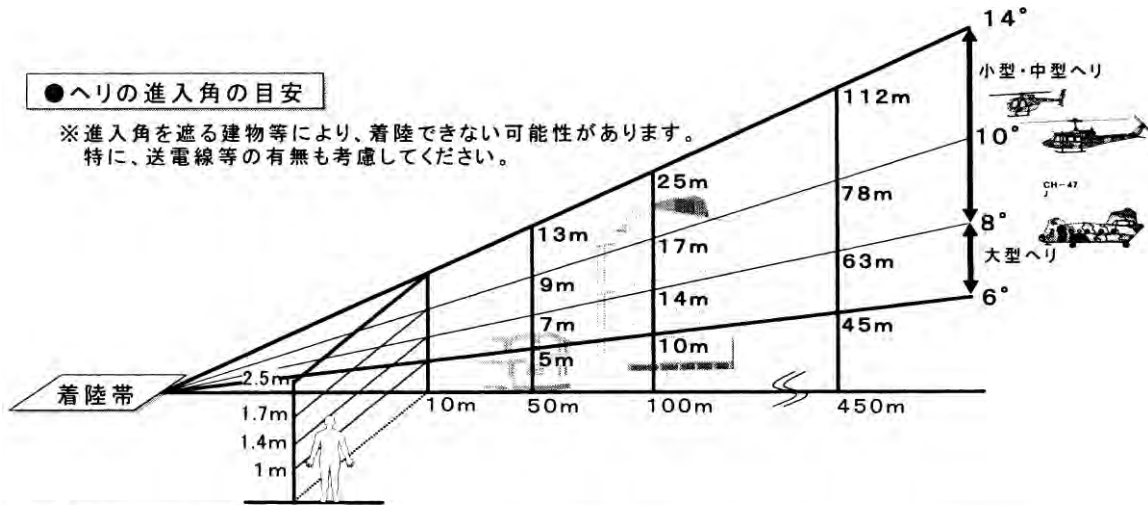 ●ヘリの進入角の目安
※進入角を遮る建物等により、着陸できない可能性があります。
特に、送電線等の有無も考慮してください。
14°
小型・中型ヘリ
10°
CH-47
J
8°
大型ヘリ
6°
112m
78m
63m
45m
25m
17m
14m
10m
13m
9m
7m
5m
2.5m
1.7m
1.4m
1m
着陸帯
10m
50m
100m
450m